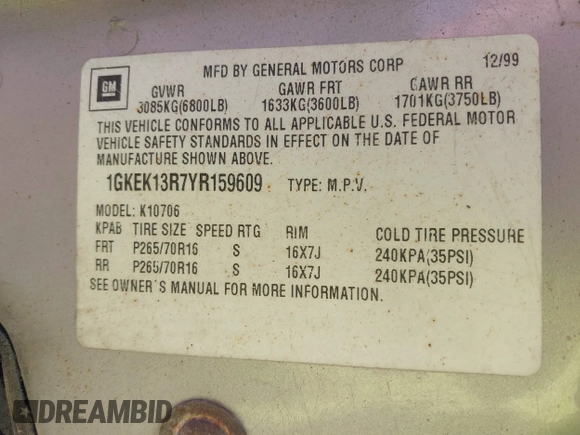 GM
MFD BY GENERAL MOTORS CORP 12/99
GVWR GAWR FRT GAWR RR
3085KG(6800LB) 1633KG(3600LB) 1701KG(3750LB)
THIS VEHICLE CONFORMS TO ALL APPLICABLE U.S. FEDERAL MOTOR
VEHICLE SAFETY STANDARDS IN EFFECT ON THE DATE OF
MANUFACTURE SHOWN ABOVE.
1GKEK13R7YR159609 TYPE: M.P.V.
MODEL: K10706
KPAB TIRE SIZE SPEED RTG RIM COLD TIRE PRESSURE
FRT P265/70R16 S 16X7J 240KPA(35PSI)
RR P265/70R16 S 16X7J 240KPA(35PSI)
SEE OWNER'S MANUAL FOR MORE INFORMATION.
DREAMBID